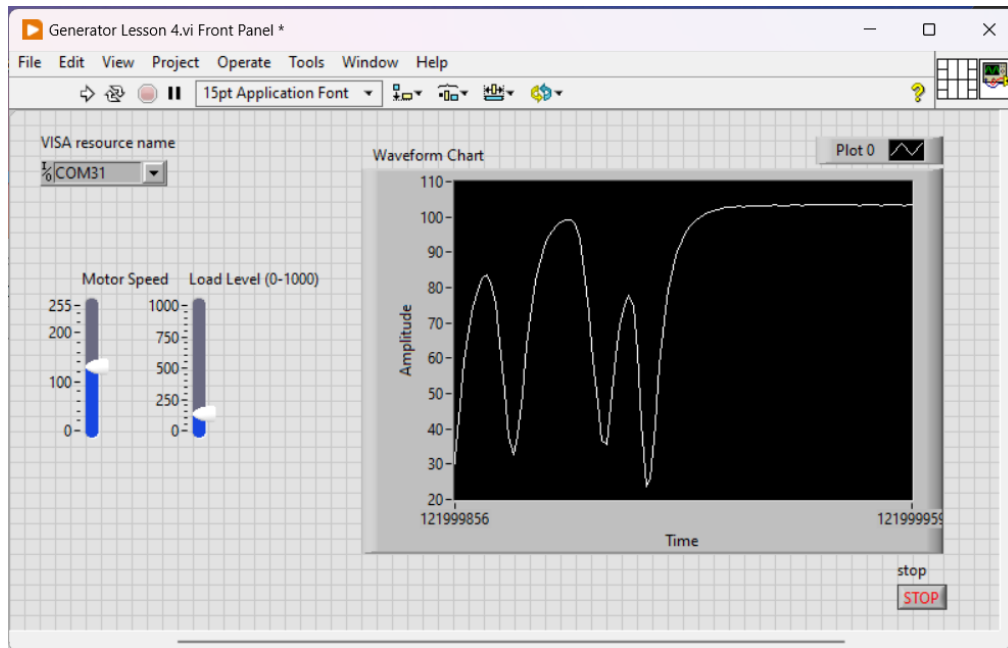 Generator Lesson 4.vi Front Panel *
File Edit View Project Operate Tools Window Help
15pt Application Font
VISA resource name
I/O COM31
Waveform Chart
Plot 0
110
100
90
80
70
60
50
40
30
20
Amplitude
121999856
121999959
Time
Motor Speed
255
200
100
0
Load Level (0-1000)
1000
750
500
250
0
stop
STOP